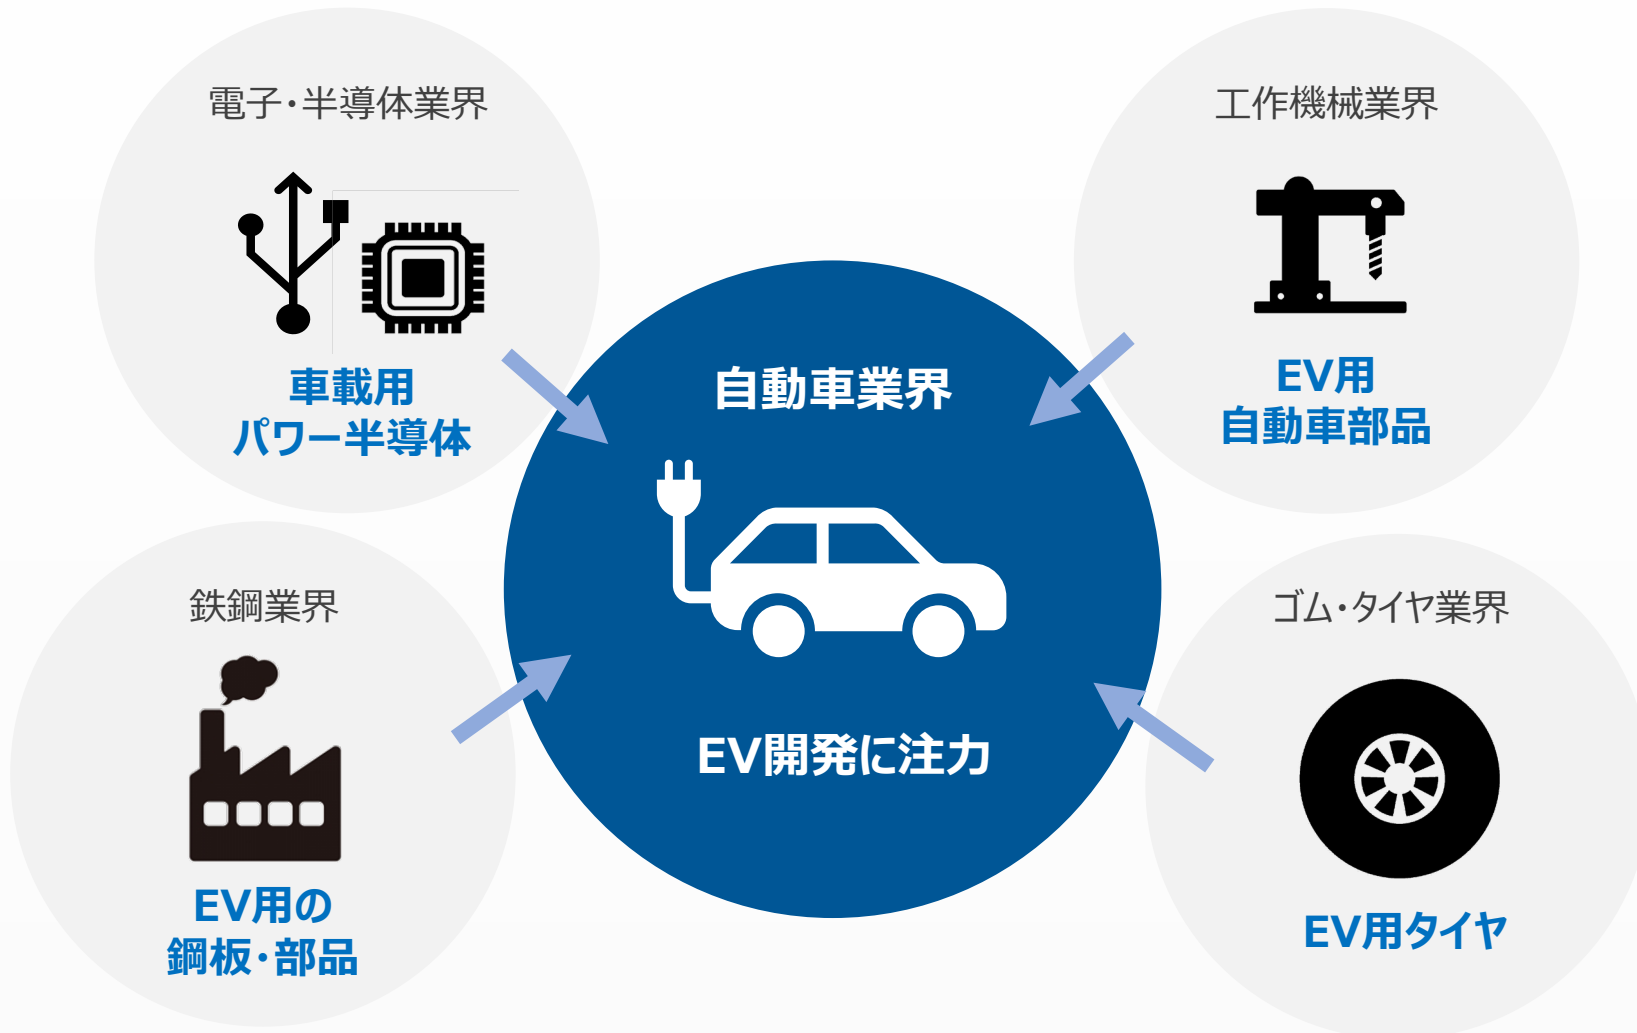 電子・半導体業界
車載用
パワー半導体
工作機械業界
EV用
自動車部品
自動車業界
EV開発に注力
鉄鋼業界
EV用の
鋼板・部品
ゴム・タイヤ業界
EV用タイヤ